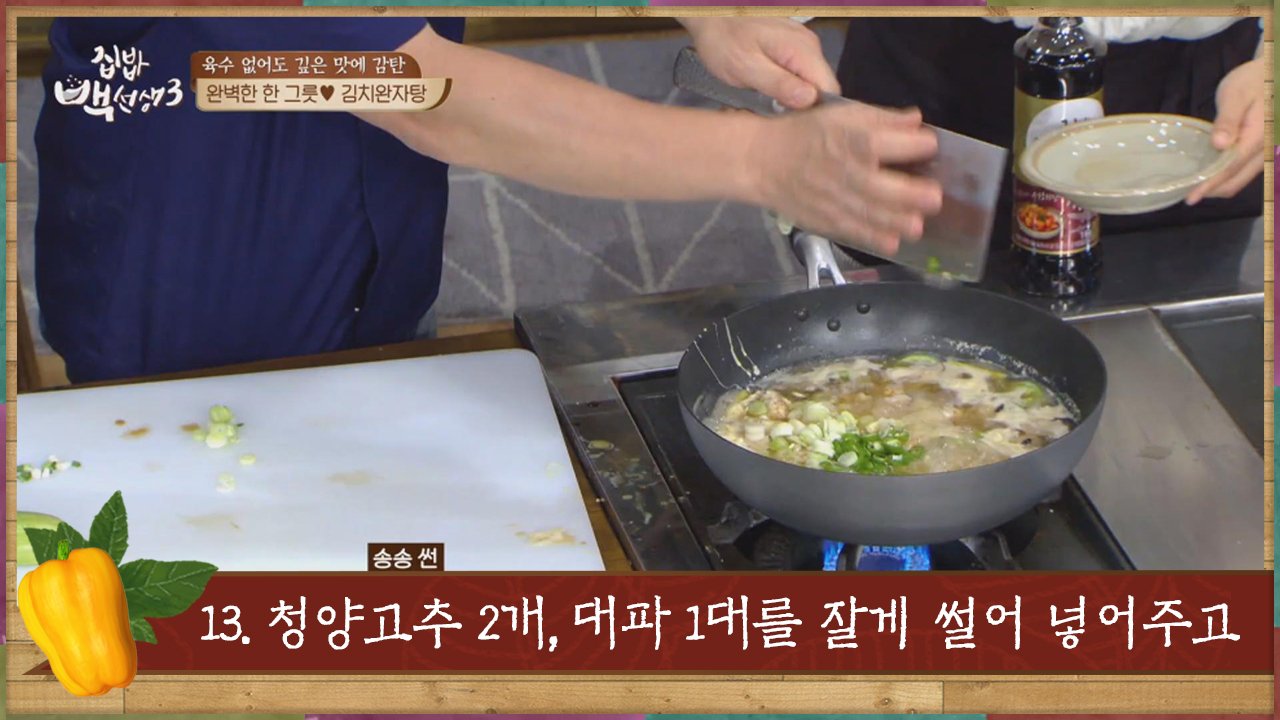 집밥
백선생3
육수 없어도 깊은 맛에 감탄
완벽한 한 그릇♥ 김치완자탕
송송 썬
13. 청양고추 2개, 대파 1대를 잘게 썰어 넣어주고